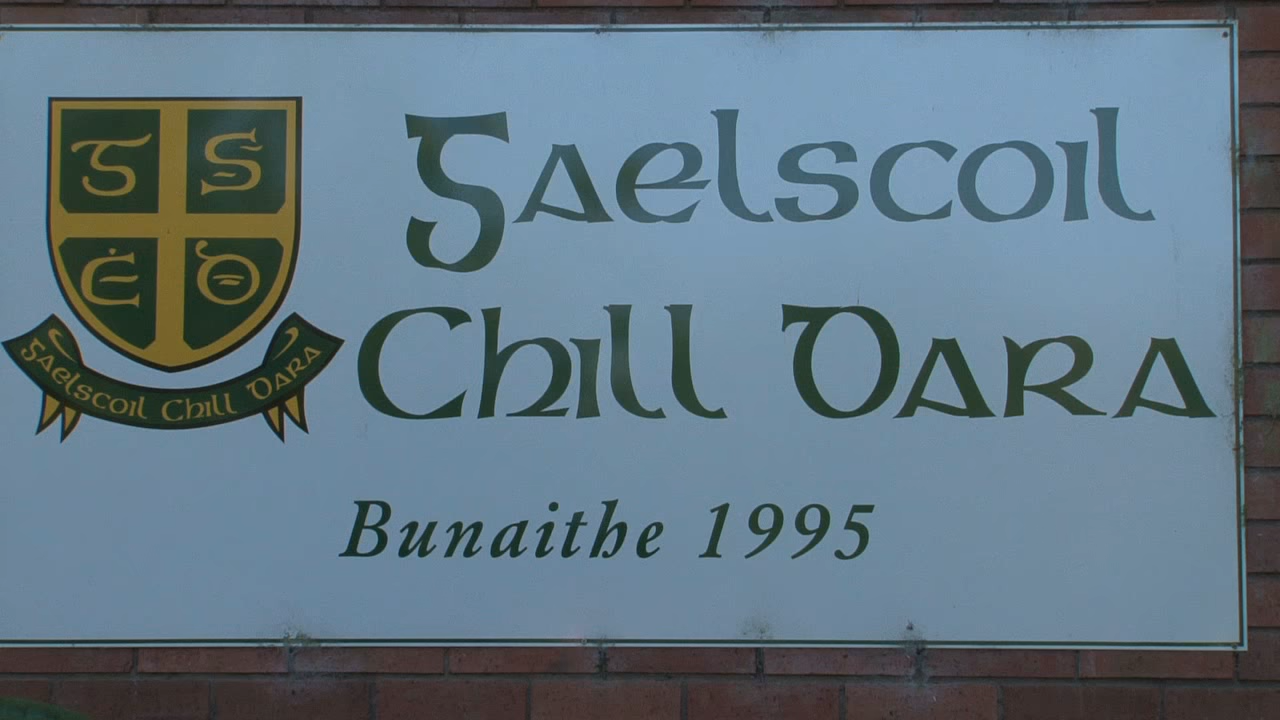 G S
Ċ D
Gaelscoil Chill Dara
Gaelscoil
Chill Dara
Bunaithe 1995